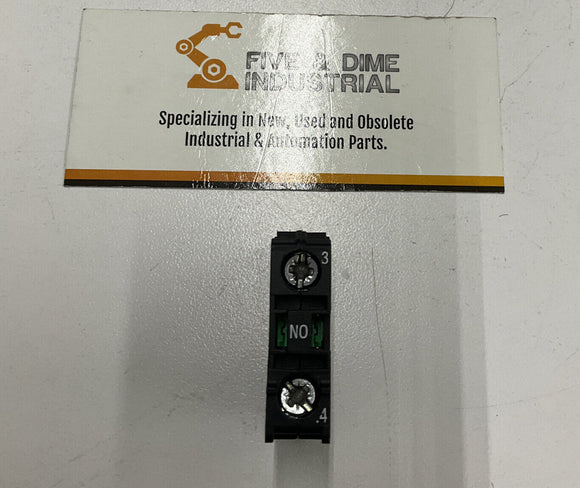 FIVE & DIME
INDUSTRIAL
Specializing in New, Used and Obsolete
Industrial & Automation Parts.
3
NO
.4